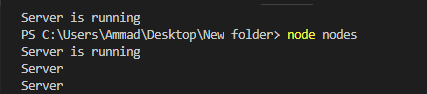 Server is running
PS C:\Users\Ammad\Desktop\New folder> node nodes
Server is running
Server
Server